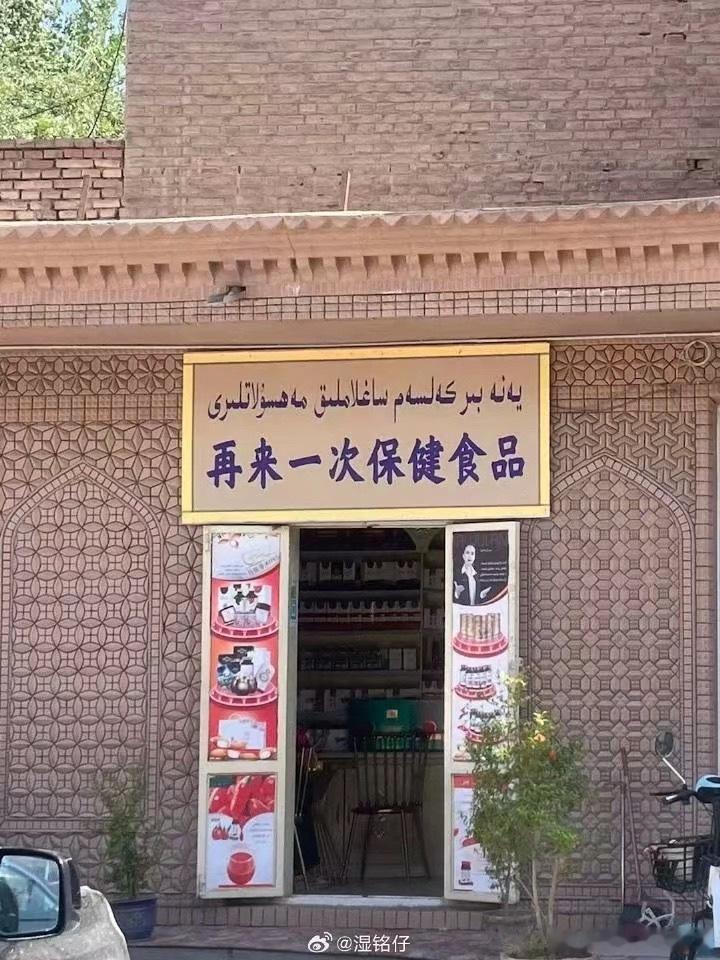 يەنە بىر كەلسەم ساغلاملىق مەھسۇلاتلىرى
再来一次保健食品
@湿铭仔